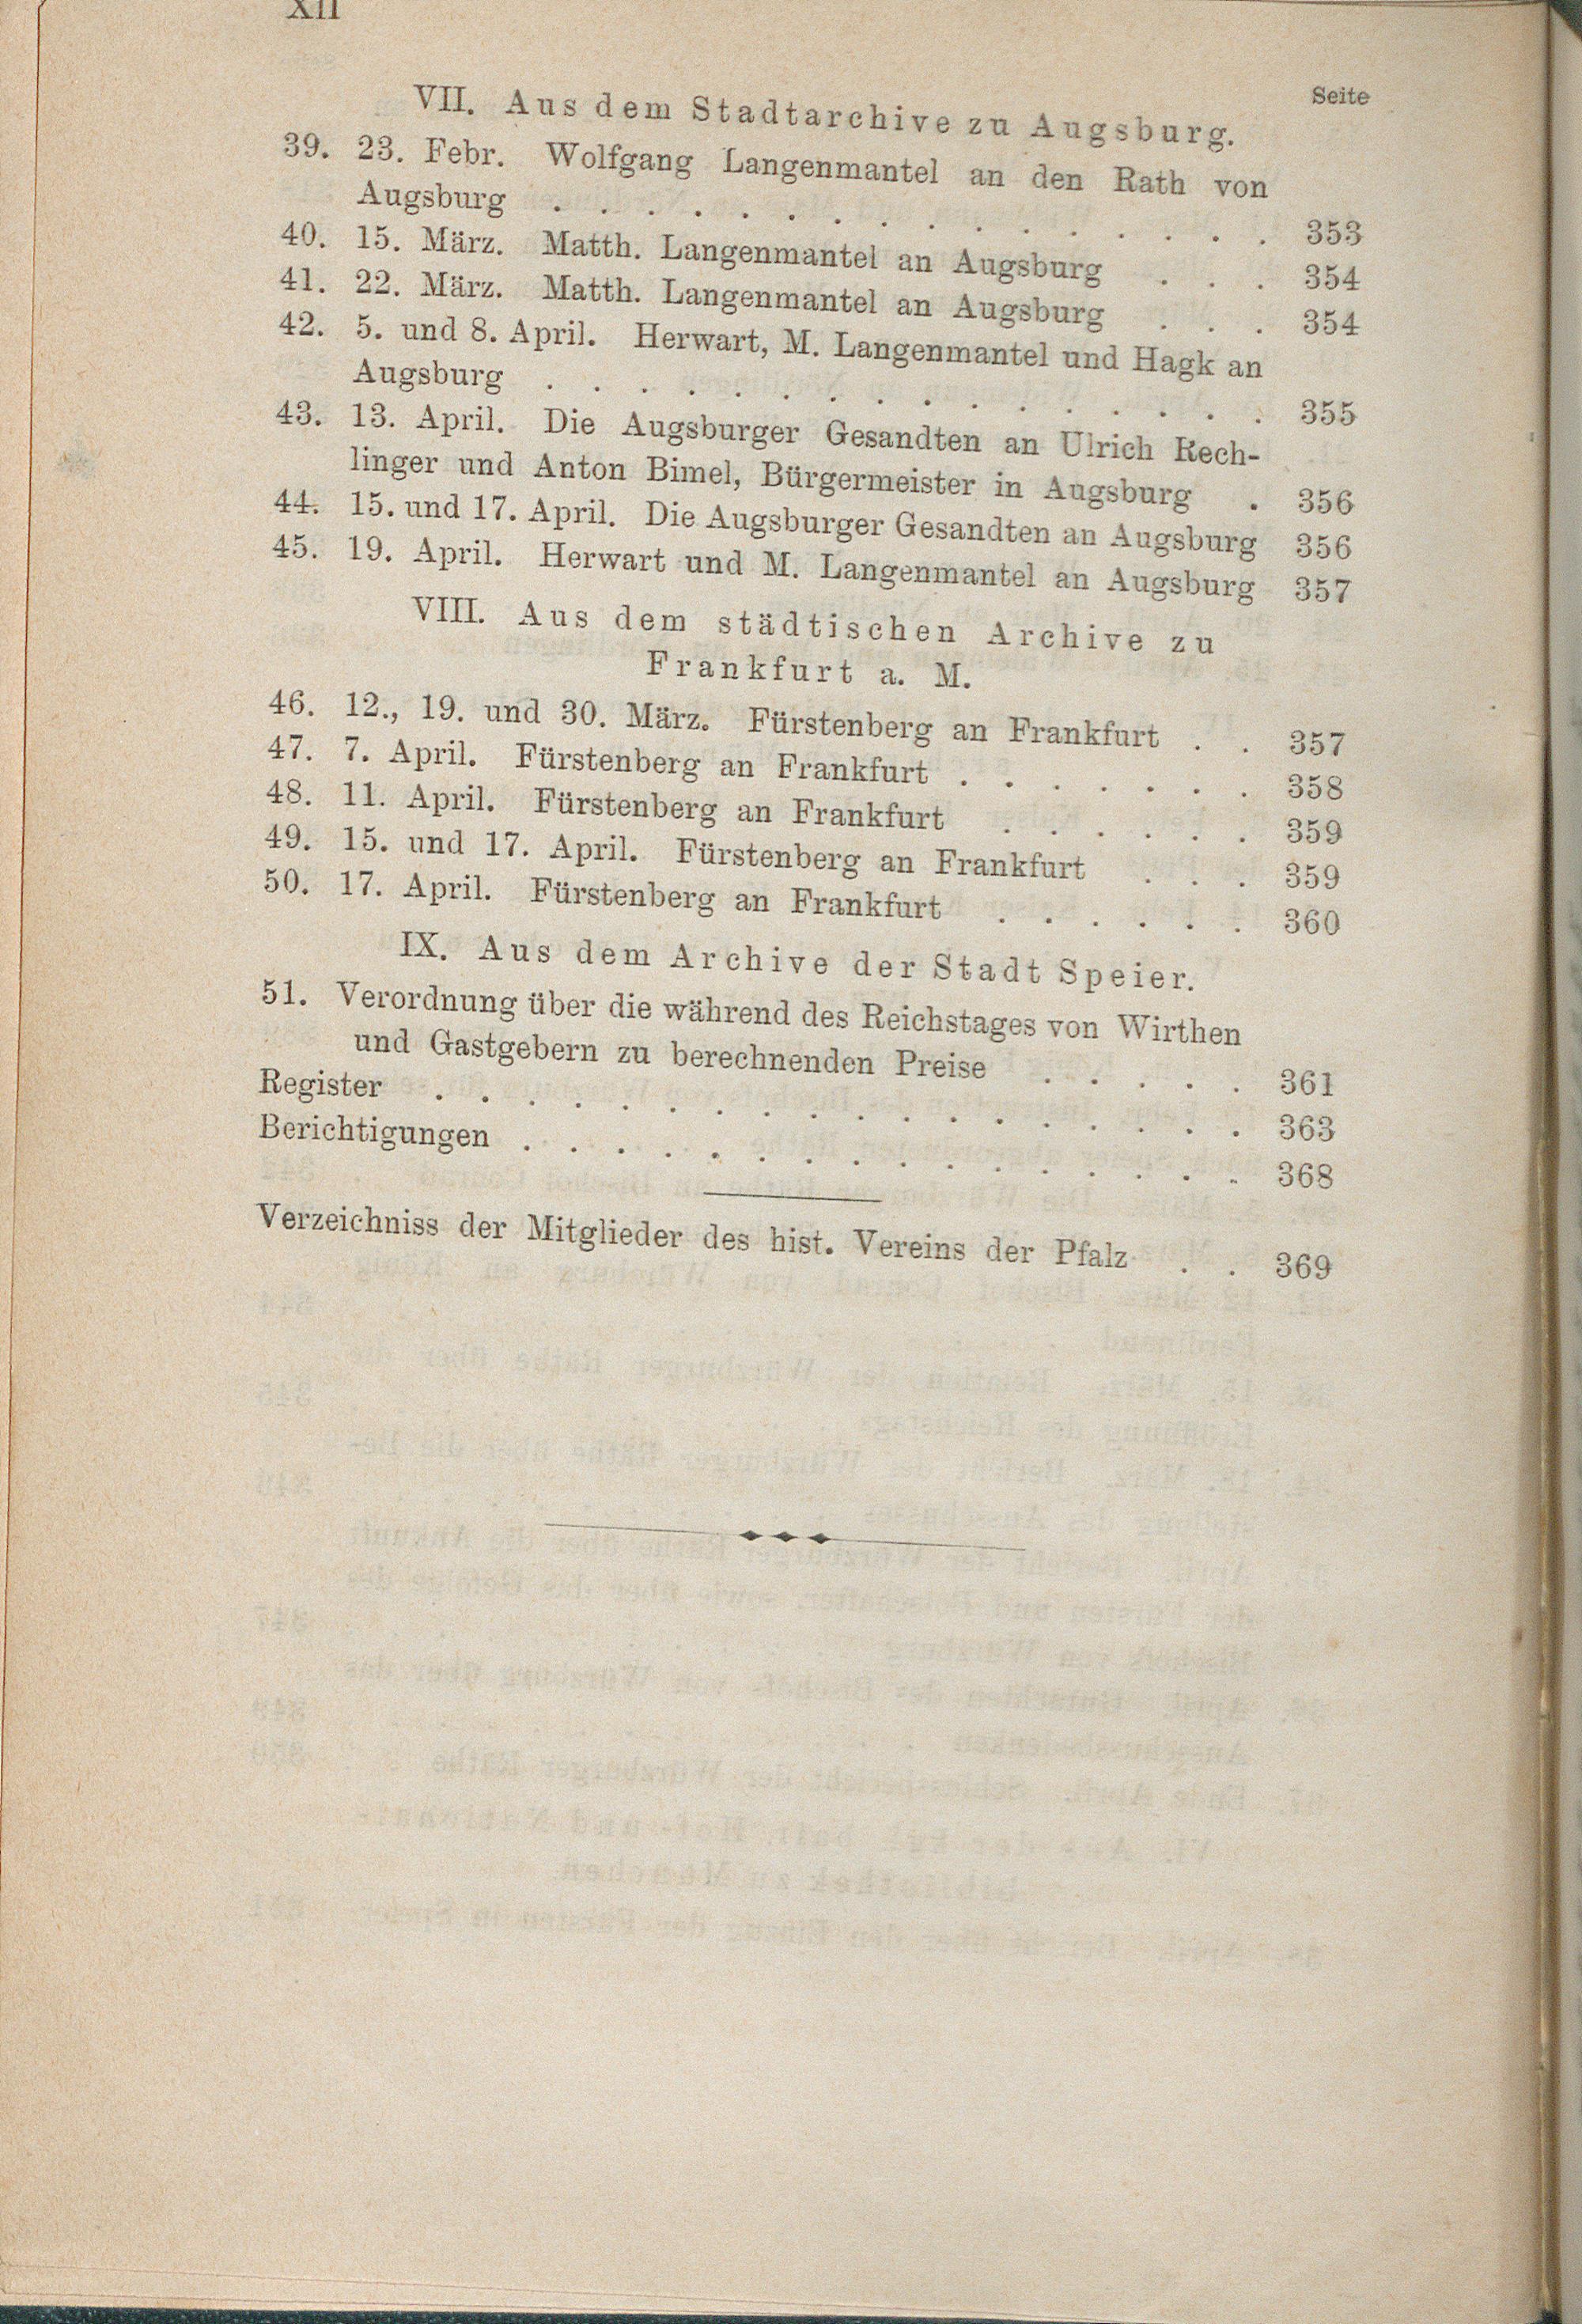 XII
Seite
VII. Aus dem Stadtarchive zu Augsburg.
39. 23. Febr. Wolfgang Langenmantel an den Rath von
Augsburg . . . . . . . . . . . . . . . . 353
40. 15. März. Matth. Langenmantel an Augsburg . . . 354
41. 22. März. Matth. Langenmantel an Augsburg . . . 354
42. 5. und 8. April. Herwart, M. Langenmantel und Hagk an
Augsburg . . . . . . . . . . . . . . . . 355
43. 13. April. Die Augsburger Gesandten an Ulrich Rech-
linger und Anton Bimel, Bürgermeister in Augsburg . 356
44. 15. und 17. April. Die Augsburger Gesandten an Augsburg 356
45. 19. April. Herwart und M. Langenmantel an Augsburg 357
VIII. Aus dem städtischen Archive zu
Frankfurt a. M.
46. 12., 19. und 30. März. Fürstenberg an Frankfurt . . 357
47. 7. April. Fürstenberg an Frankfurt . . . . . . . 358
48. 11. April. Fürstenberg an Frankfurt . . . . . . 359
49. 15. und 17. April. Fürstenberg an Frankfurt . . . 359
50. 17. April. Fürstenberg an Frankfurt . . . . . . 360
IX. Aus dem Archive der Stadt Speier.
51. Verordnung über die während des Reichstages von Wirthen
und Gastgebern zu berechnenden Preise . . . . . 361
Register . . . . . . . . . . . . . . . . . . 363
Berichtigungen . . . . . . . . . . . . . . . . 368
Verzeichniss der Mitglieder des hist. Vereins der Pfalz . . 369